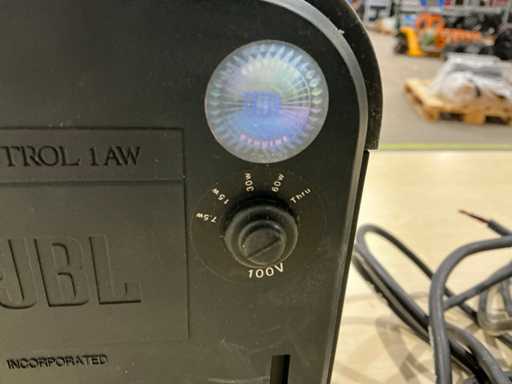 TROL 1AW
7.5W 15W 30W 60W Thru
100V
JBL
INCORPORATED